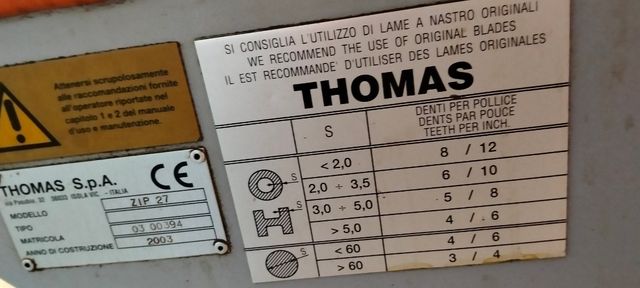 Attenersi scrupolosamente
alle raccomandazioni fornite
all'operatore riportate nel
capitolo 1 e 2 del manuale
d'uso e manutenzione.
THOMAS S.p.A. CE
36033 ISOLA VIC. - ITALIA
MODELLO ZIP 27
TIPO
MATRICOLA 03 00394
ANNO DI COSTRUZIONE 2003
SI CONSIGLIA L'UTILIZZO DI LAME A NASTRO ORIGINALI
WE RECOMMEND THE USE OF ORIGINAL BLADES
IL EST RECOMMANDE' D'UTILISER DES LAMES ORIGINALES
THOMAS
S
DENTI PER POLLICE
DENTS PAR POUCE
TEETH PER INCH.
S < 2,0 8 / 12
2,0 ÷ 3,5 6 / 10
S 3,0 ÷ 5,0 5 / 8
> 5,0 4 / 6
S < 60 4 / 6
> 60 3 / 4